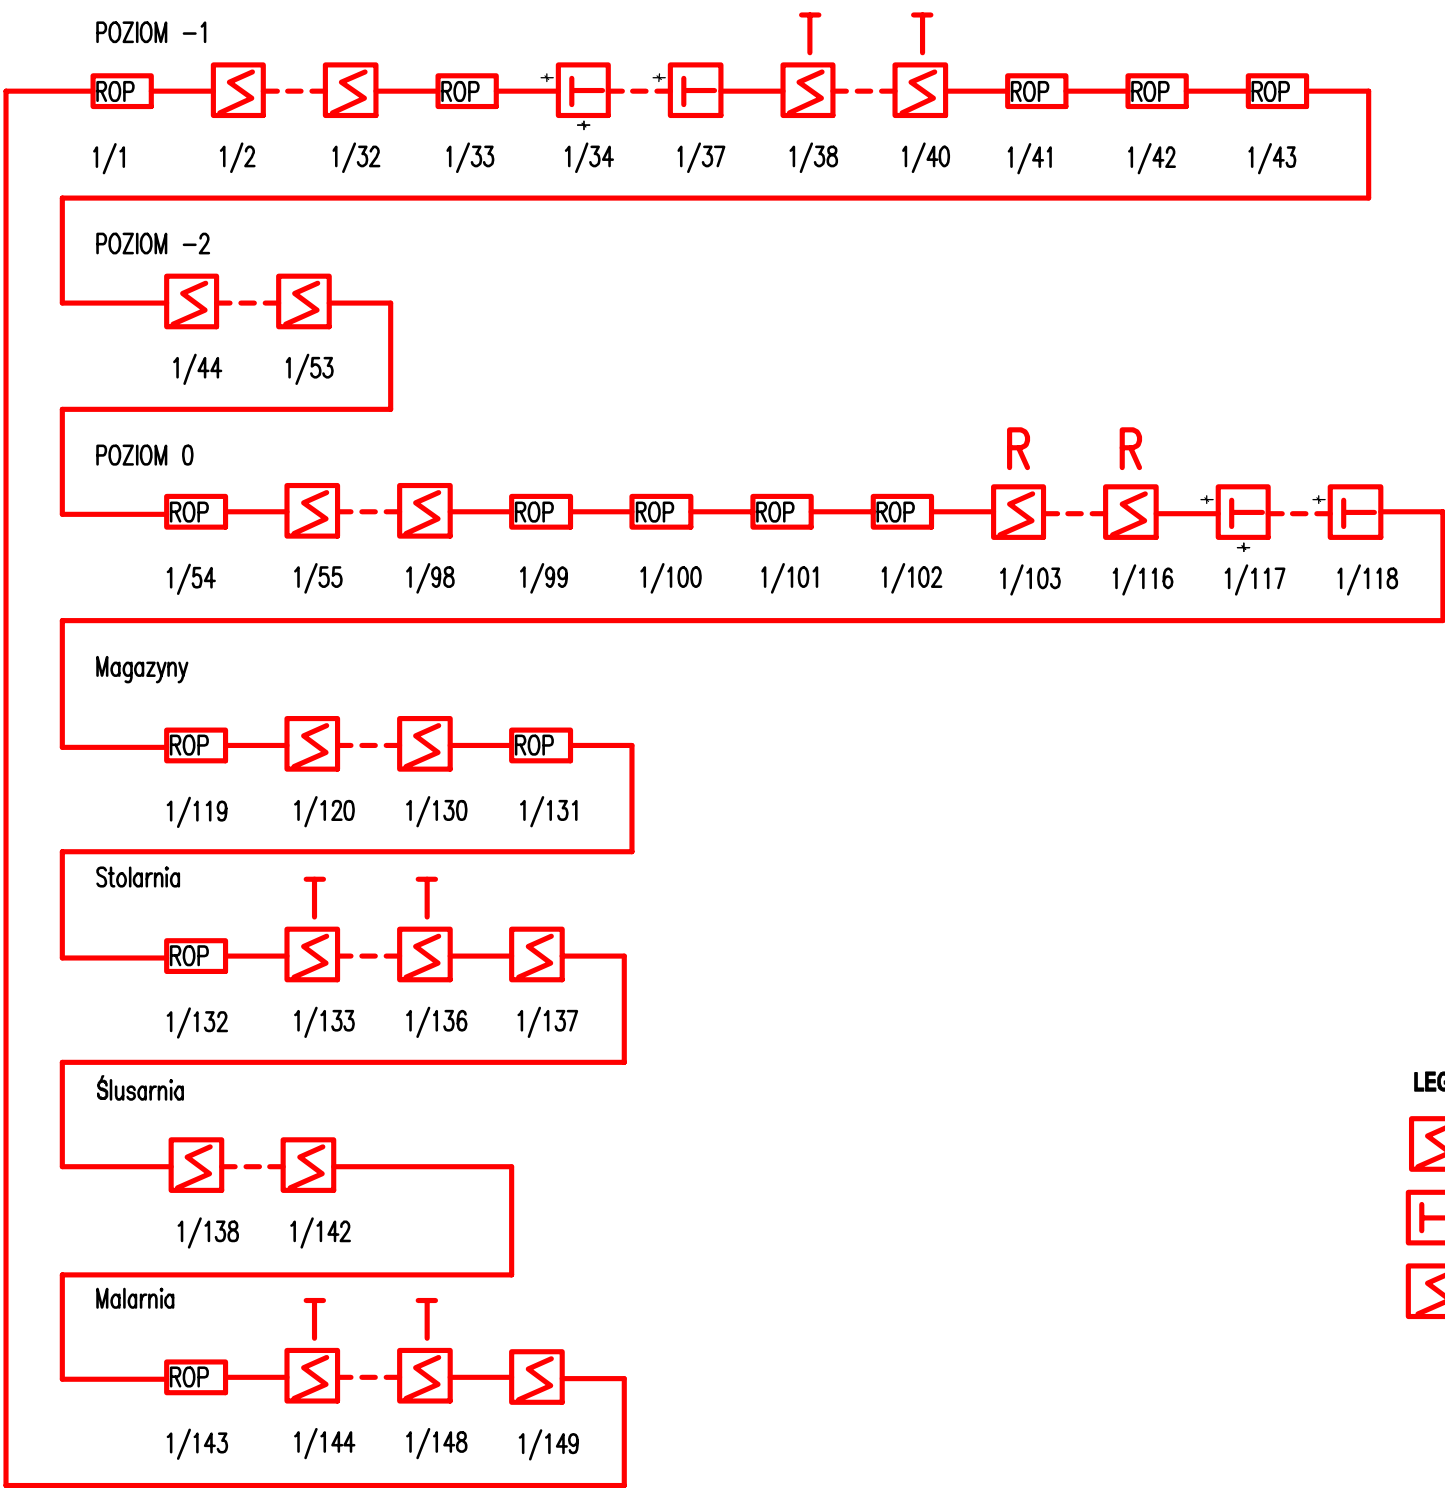 POZIOM -1
T T
ROP ROP ROP ROP ROP
1/1 1/2 1/32 1/33 1/34 1/37 1/38 1/40 1/41 1/42 1/43
POZIOM -2
1/44 1/53
POZIOM 0
R R
ROP ROP ROP ROP ROP
1/54 1/55 1/98 1/99 1/100 1/101 1/102 1/103 1/116 1/117 1/118
Magazyny
ROP ROP
1/119 1/120 1/130 1/131
Stolarnia
T T
ROP
1/132 1/133 1/136 1/137
Ślusarnia
1/138 1/142
LEG
Malarnia
T T
ROP
1/143 1/144 1/148 1/149